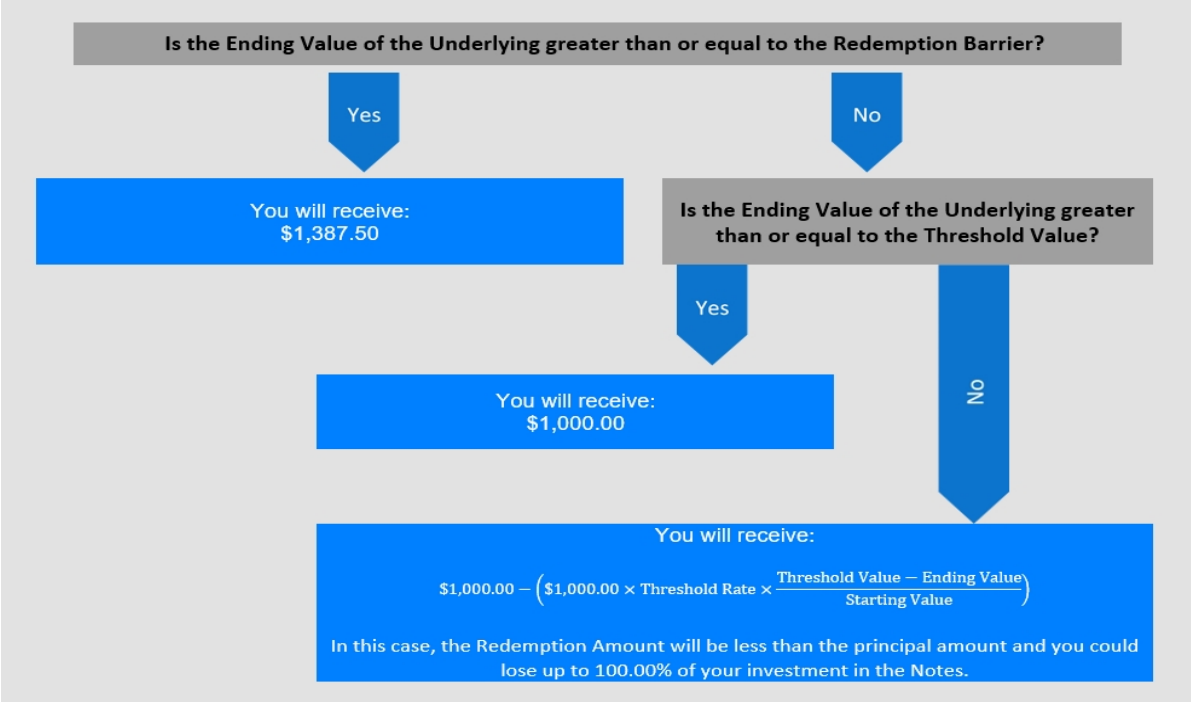 Is the Ending Value of the Underlying greater than or equal to the Redemption Barrier?
Yes
No
You will receive:
$1,387.50
Is the Ending Value of the Underlying greater
than or equal to the Threshold Value?
Yes
No
You will receive:
$1,000.00
You will receive:
$1,000.00 − ($1,000.00 × Threshold Rate × (Threshold Value − Ending Value) / Starting Value)
In this case, the Redemption Amount will be less than the principal amount and you could
lose up to 100.00% of your investment in the Notes.